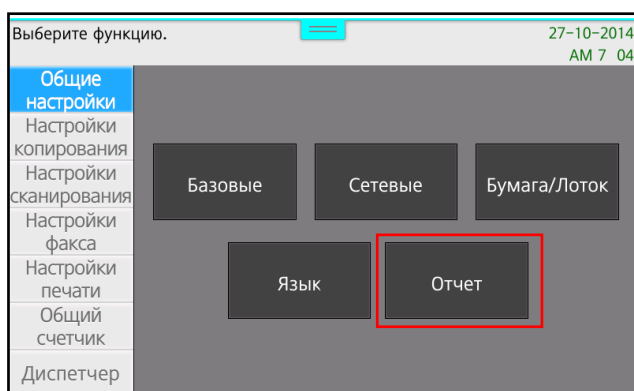 Выберите функцию.
27-10-2014
AM 7 04
Общие
настройки
Настройки
копирования
Настройки
сканирования
Настройки
факса
Настройки
печати
Общий
счетчик
Диспетчер
Базовые
Сетевые
Бумага/Лоток
Язык
Отчет